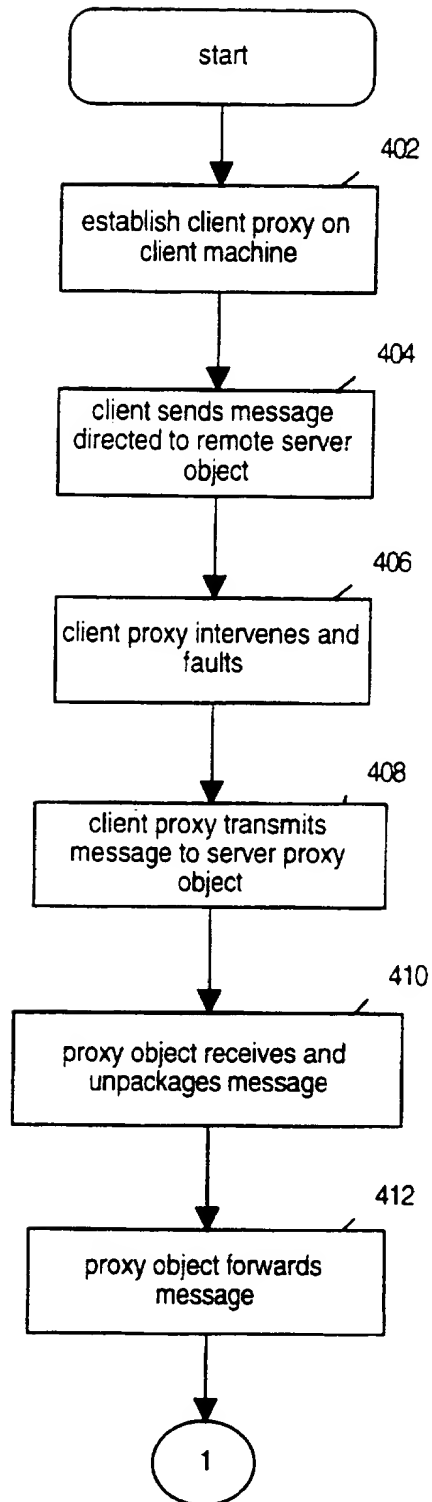 start
402
establish client proxy on
client machine
404
client sends message
directed to remote server
object
406
client proxy intervenes and
faults
408
client proxy transmits
message to server proxy
object
410
proxy object receives and
unpackages message
412
proxy object forwards
message
1